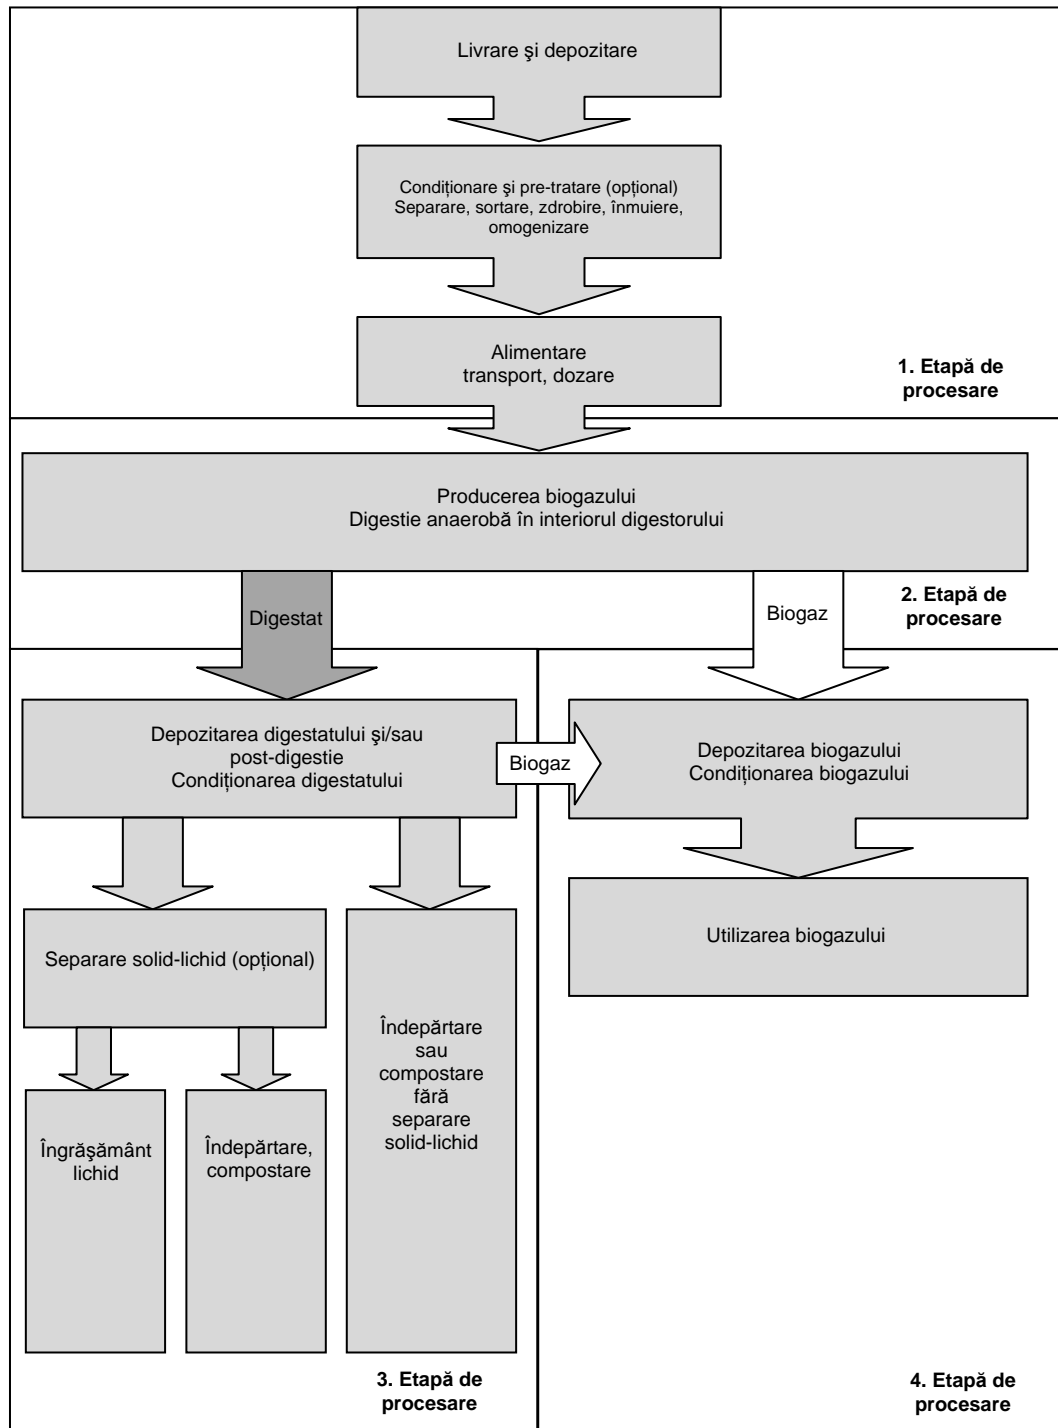 Livrare şi depozitare
Condiționare şi pre-tratare (opțional)
Separare, sortare, zdrobire, înmuiere,
omogenizare
Alimentare
transport, dozare
1. Etapă de
procesare
Producerea biogazului
Digestie anaerobă în interiorul digestorului
2. Etapă de
procesare
Digestat
Biogaz
Depozitarea digestatului şi/sau
post-digestie
Condiționarea digestatului
Biogaz
Depozitarea biogazului
Condiționarea biogazului
Separare solid-lichid (opțional)
Îndepărtare
sau
compostare
fără
separare
solid-lichid
Utilizarea biogazului
Îngrăşământ
lichid
Îndepărtare,
compostare
3. Etapă de
procesare
4. Etapă de
procesare